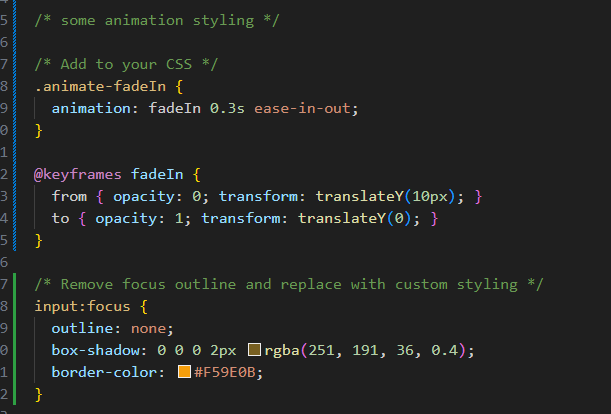 5 /* some animation styling */
6
7 /* Add to your CSS */
8 .animate-fadeIn {
9 animation: fadeIn 0.3s ease-in-out;
0 }
1
2 @keyframes fadeIn {
3 from { opacity: 0; transform: translateY(10px); }
4 to { opacity: 1; transform: translateY(0); }
5 }
6
7 /* Remove focus outline and replace with custom styling */
8 input:focus {
9 outline: none;
0 box-shadow: 0 0 0 2px rgba(251, 191, 36, 0.4);
1 border-color: #F59E0B;
2 }